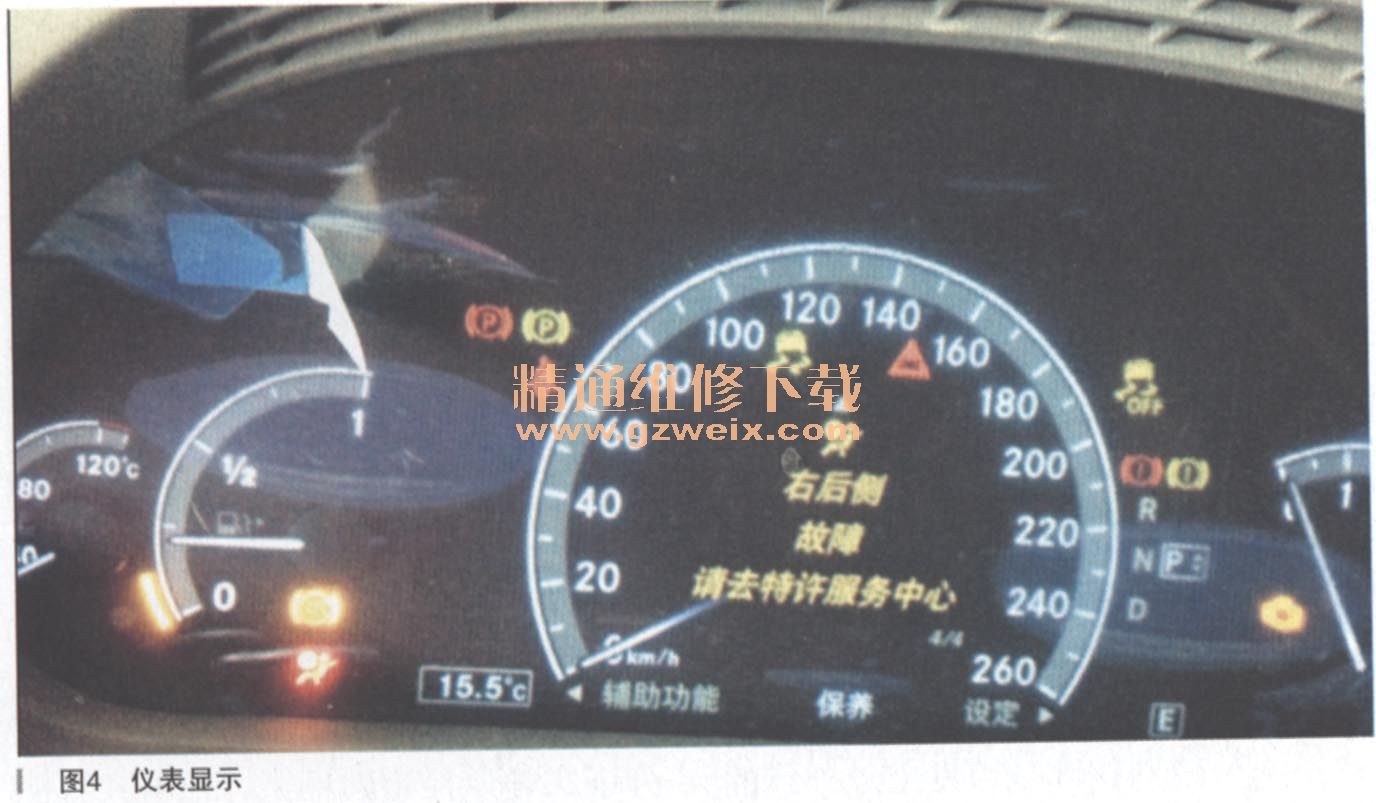 120 140
100
160
80
精通维修下载
180
www.gzweix.com
60
OFF
120℃
1
200
½
80
右后侧
40
R
1
故障
220
N P
20
请去特许服务中心
240
0
D
4/4
km/h
260
15.5℃
辅助功能
保养
设定
E
图4 仪表显示